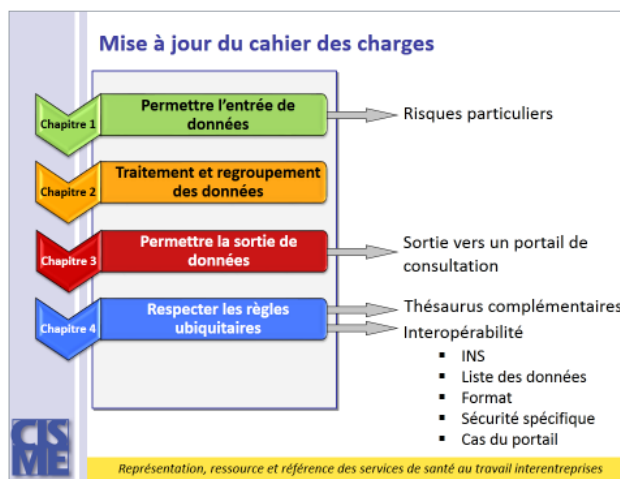 Mise à jour du cahier des charges
Chapitre 1
Permettre l'entrée de
données
Risques particuliers
Chapitre 2
Traitement et regroupement
des données
Chapitre 3
Permettre la sortie de
données
Sortie vers un portail de
consultation
Chapitre 4
Respecter les règles
ubiquitaires
Thésaurus complémentaires
Interopérabilité
▪ INS
▪ Liste des données
▪ Format
▪ Sécurité spécifique
▪ Cas du portail
CIS
ME
Représentation, ressource et référence des services de santé au travail interentreprises